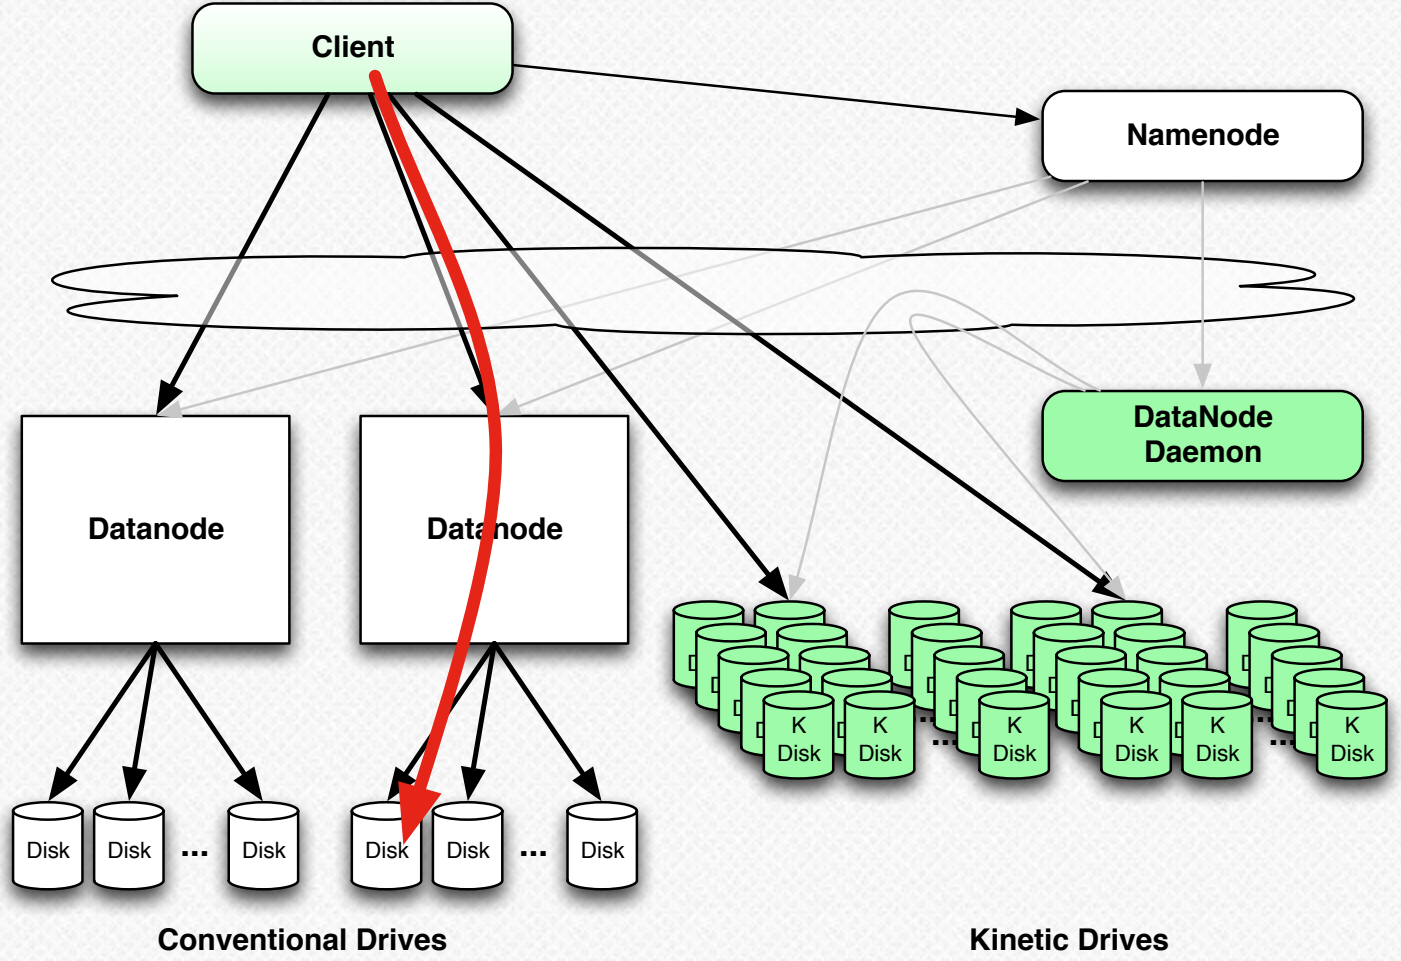 Client
Namenode
DataNode
Daemon
Datanode
Datanode
K
Disk
K
Disk
...
K
Disk
K
Disk
K
Disk
...
K
Disk
Disk
Disk
...
Disk
Disk
Disk
...
Disk
Conventional Drives
Kinetic Drives